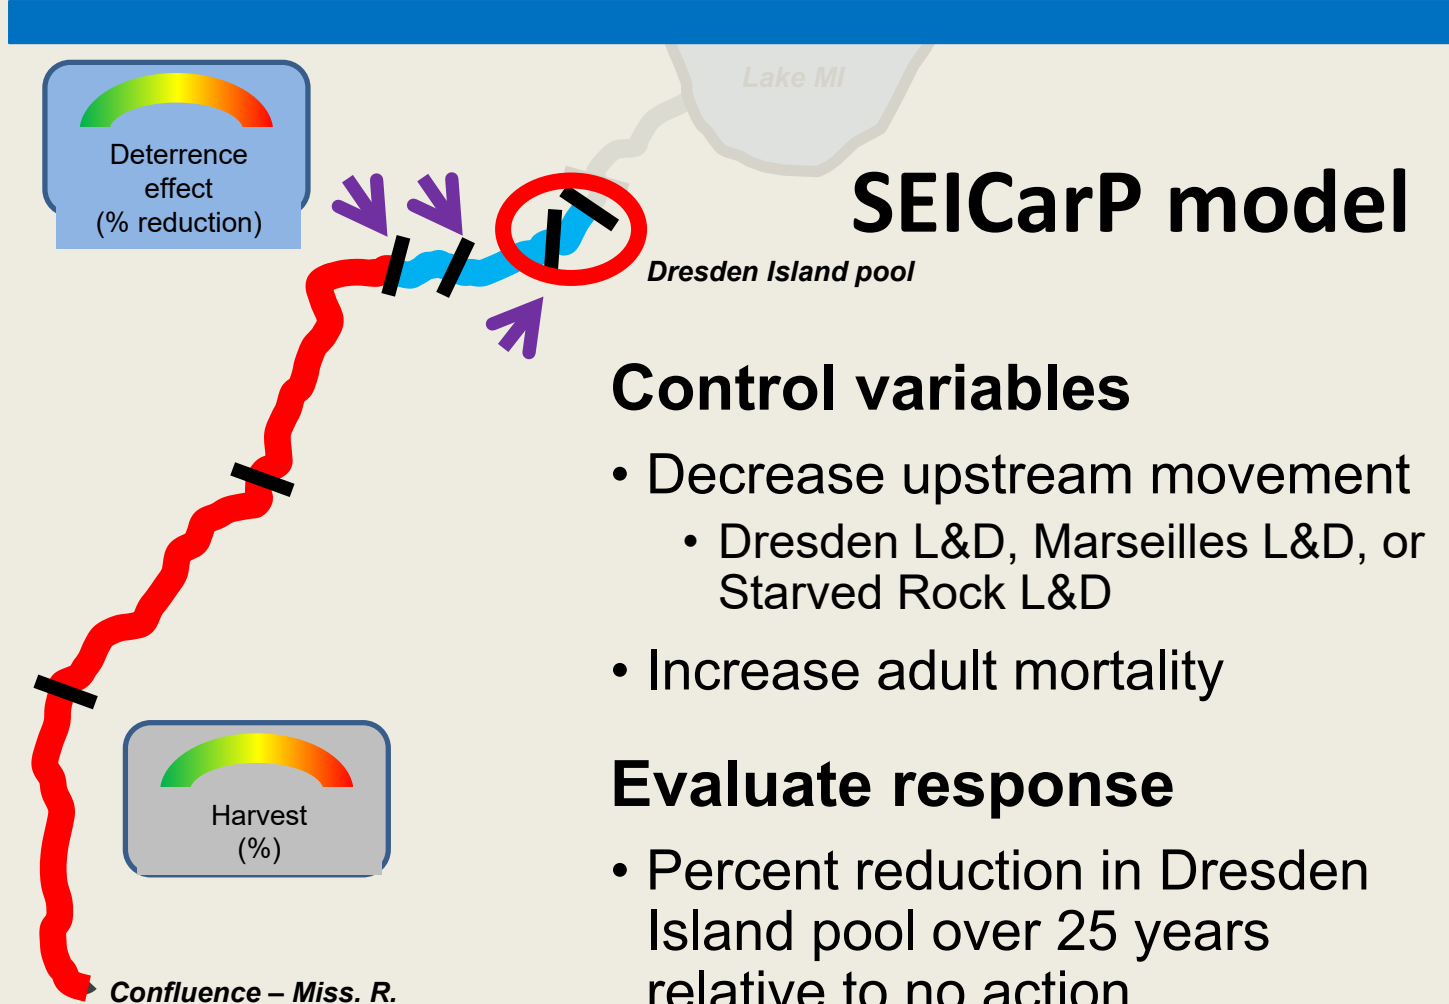 Lake MI
Deterrence
effect
(% reduction)
SEICarP model
Dresden Island pool
Control variables
• Decrease upstream movement
• Dresden L&D, Marseilles L&D, or
Starved Rock L&D
• Increase adult mortality
Harvest
(%)
Evaluate response
• Percent reduction in Dresden
Island pool over 25 years
relative to no action
Confluence – Miss. R.